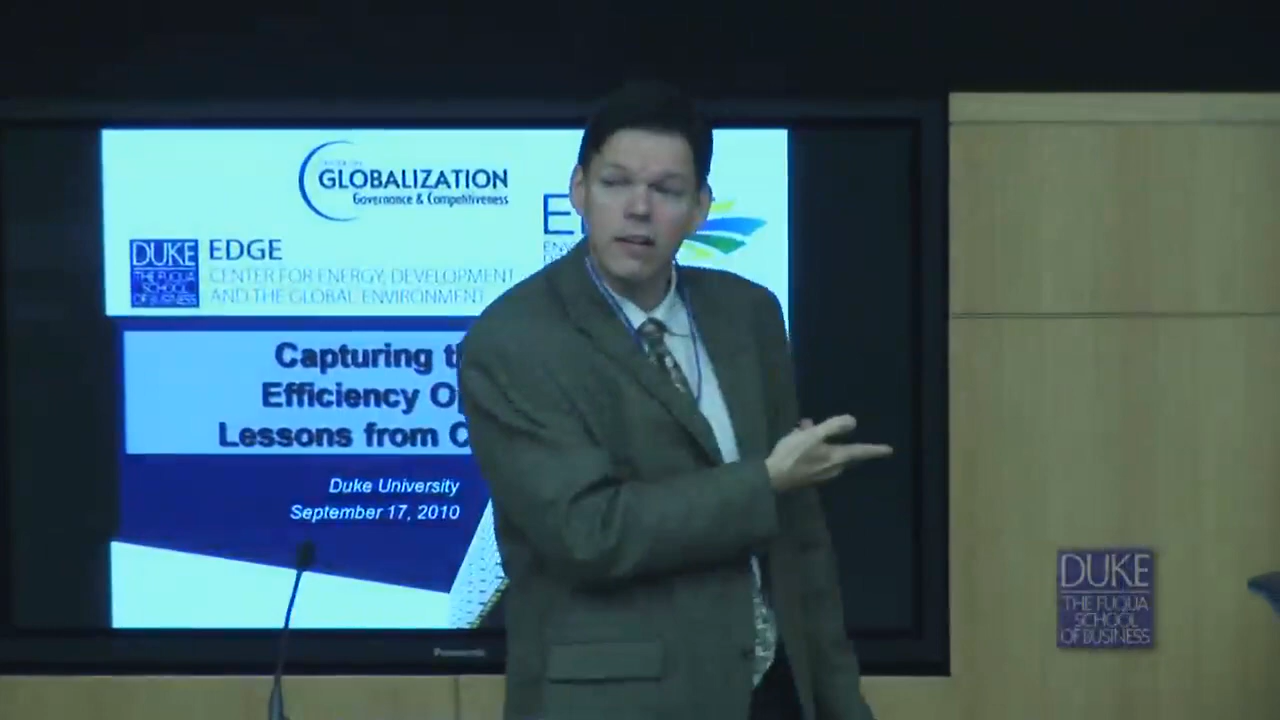 GLOBALIZATION
Governance & Competitiveness
DUKE
THE FUQUA
SCHOOL
OF BUSINESS
EDGE
CENTER FOR ENERGY, DEVELOPMENT
AND THE GLOBAL ENVIRONMENT
Capturing
Efficiency
Lessons from
Duke University
September 17, 2010
Panasonic
DUKE
THE FUQUA
SCHOOL
OF BUSINESS